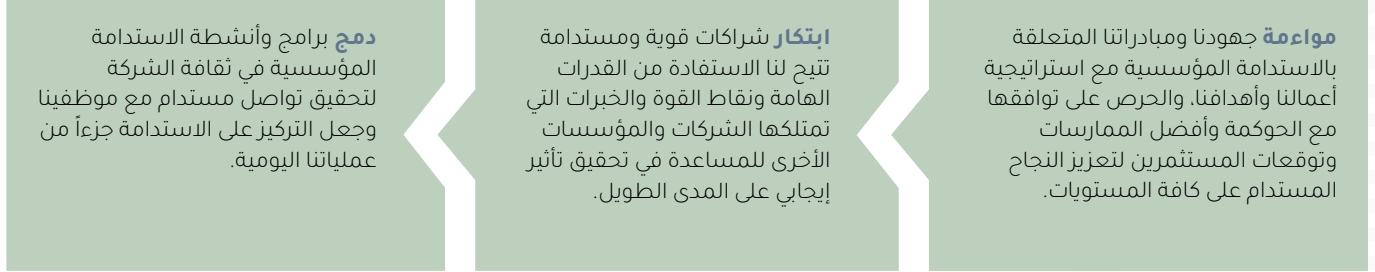 مواءمة جهودنا ومبادراتنا المتعلقة
بالاستدامة المؤسسية مع استراتيجية
أعمالنا وأهدافنا، والحرص على توافقها
مع الحوكمة وأفضل الممارسات
وتوقعات المستثمرين لتعزيز النجاح
المستدام على كافة المستويات.
ابتكار شراكات قوية ومستدامة
تتيح لنا الاستفادة من القدرات
الهامة ونقاط القوة والخبرات التي
تمتلكها الشركات والمؤسسات
الأخرى للمساعدة في تحقيق تأثير
إيجابي على المدى الطويل.
دمج برامج وأنشطة الاستدامة
المؤسسية في ثقافة الشركة
لتحقيق تواصل مستدام مع موظفينا
وجعل التركيز على الاستدامة جزءاً من
عملياتنا اليومية.